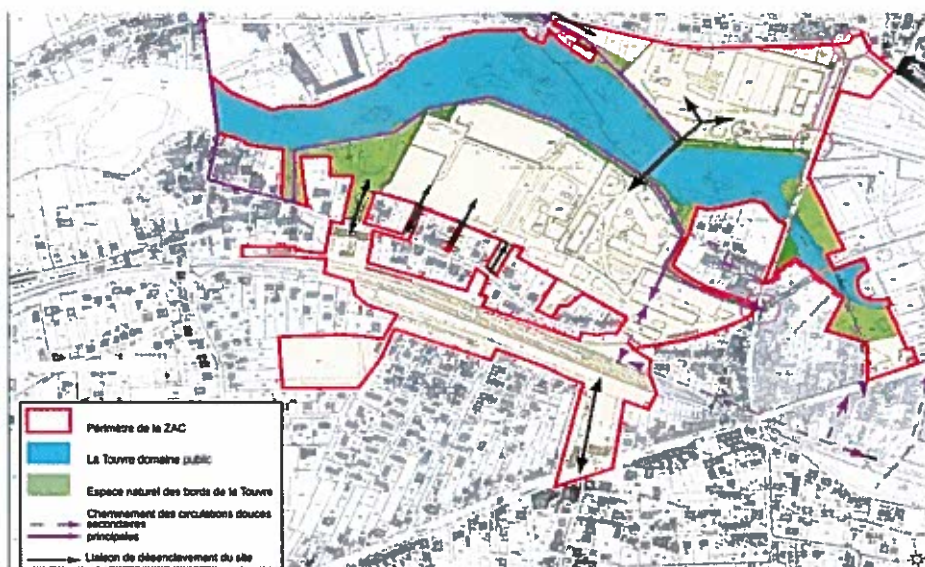 Périmètre de la ZAC
La Touvre domaine public
Espace naturel des bords de la Touvre
Cheminement des circulations douces
secondaires
principales
Liaison de désenclavement du site